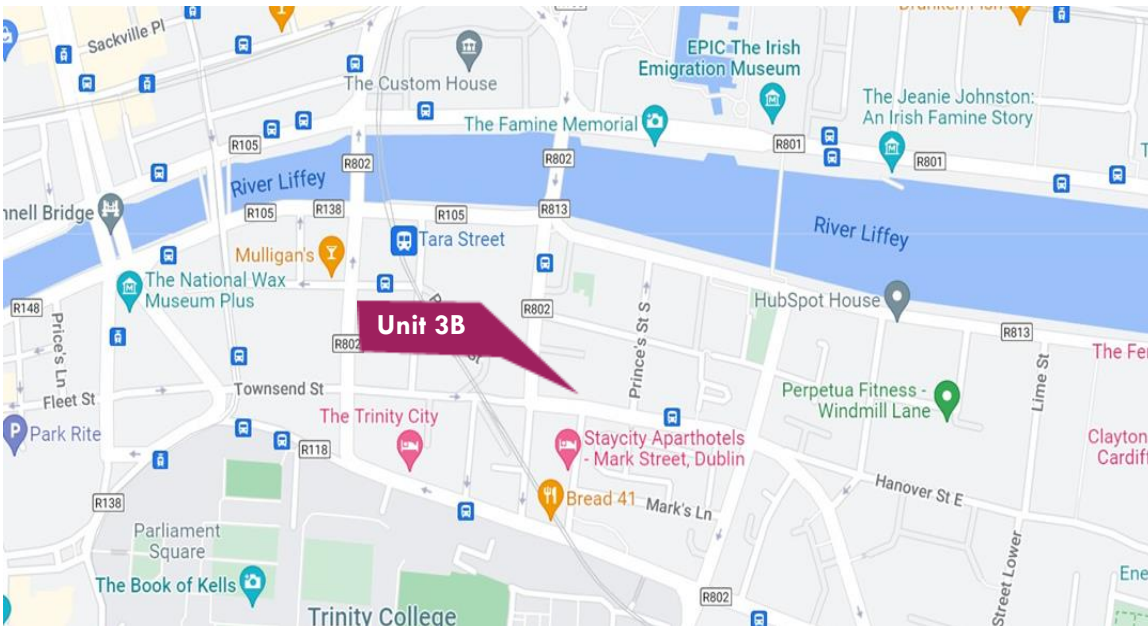 Sackville Pl
The Custom House
EPIC The Irish
Emigration Museum
The Famine Memorial
The Jeanie Johnston:
An Irish Famine Story
R802
R105
R802
R802
R801
R801
River Liffey
nnell Bridge
R105
R138
R105
R813
Tara Street
River Liffey
Mulligan's
The National Wax
Museum Plus
R148
Price's Ln
HubSpot House
R802
R813
Unit 3B
R802
Prince's St S
Lime St
The Fer
Townsend St
Fleet St
Perpetua Fitness -
Windmill Lane
The Trinity City
P
Park Rite
R118
Staycity Aparthotels
- Mark Street, Dublin
Clayton
Cardiff
R138
Bread 41
Mark's Ln
Hanover St E
Parliament
Square
The Book of Kells
Trinity College
R802
Street Lower
Ene